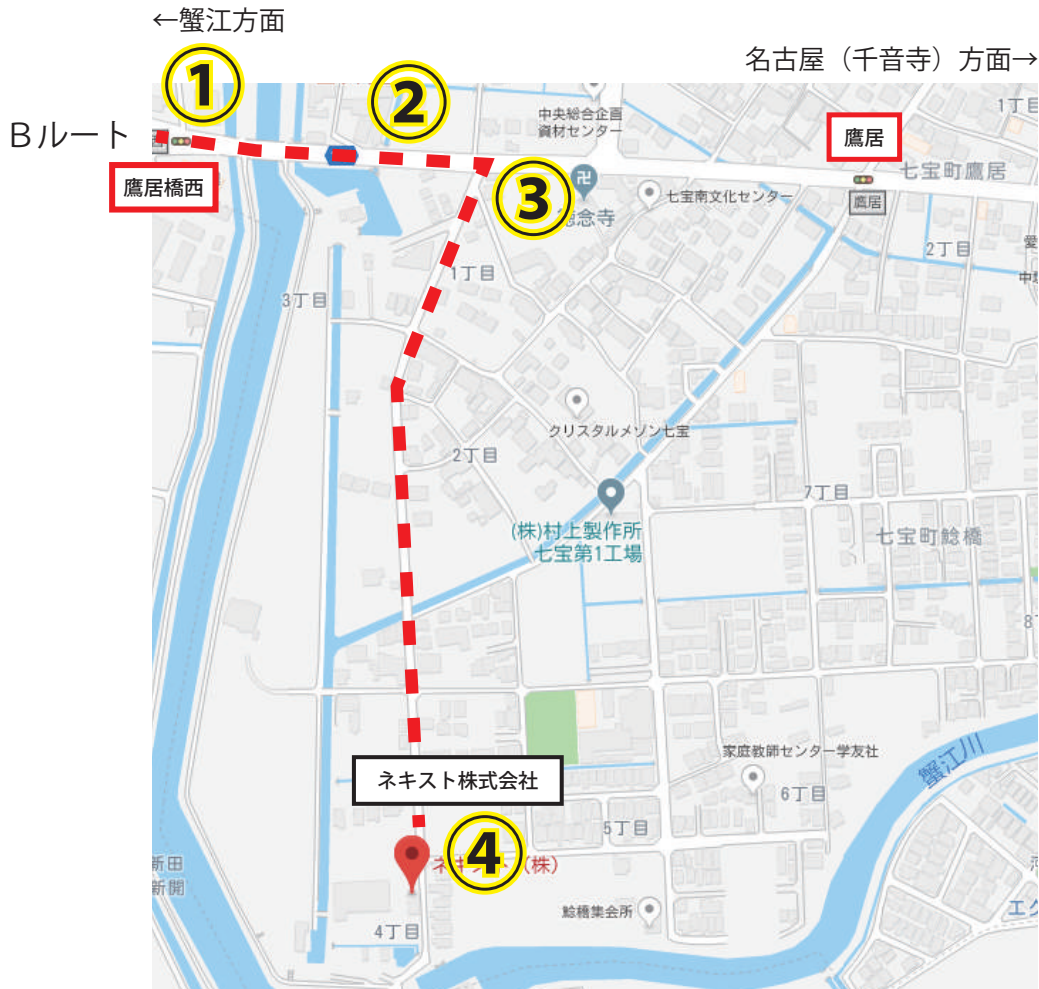 ←蟹江方面
名古屋（千音寺）方面→
①
②
Bルート
中央総合企画
資材センター
1丁目
鷹居
鷹居橋西
七宝町鷹居
③
七宝南文化センター
鷹居
2丁目
1丁目
3丁目
クリスタルメゾン七宝
2丁目
7丁目
(株)村上製作所
七宝第1工場
七宝町鯰橋
家庭教師センター学友社
蟹江川
ネキスト株式会社
6丁目
5丁目
④
新田
新開
鯰橋集会所
4丁目